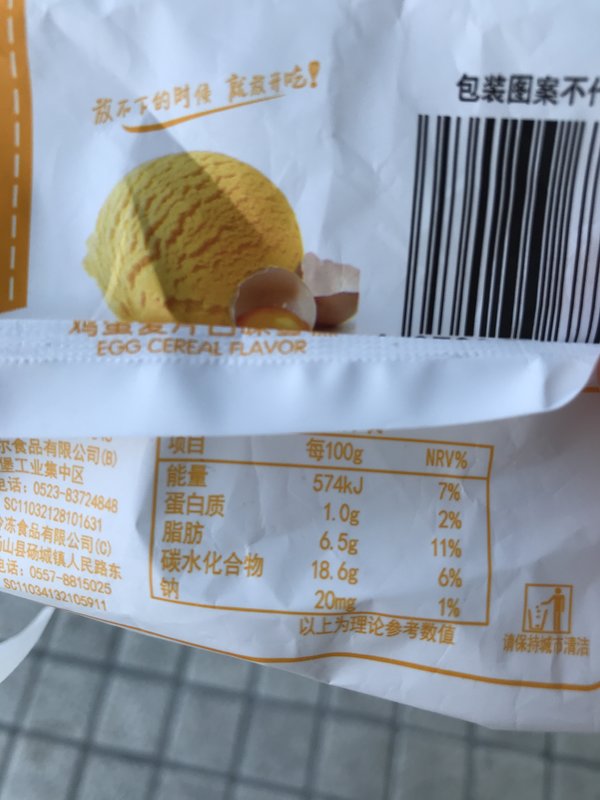 放不下的时候 就放开吃!
包装图案不
EGG CEREAL FLAVOR
食品有限公司(B)
堡工业集中区
电话: 0523-83724848
SC11032128101631
冷冻食品有限公司(C)
山县砀城镇人民路东
电话: 0557-8815025
SC11034132105911
项目 每100g NRV%
能量 574kJ 7%
蛋白质 1.0g 2%
脂肪 6.5g 11%
碳水化合物 18.6g 6%
钠 20mg 1%
以上为理论参考数值
请保持城市清洁